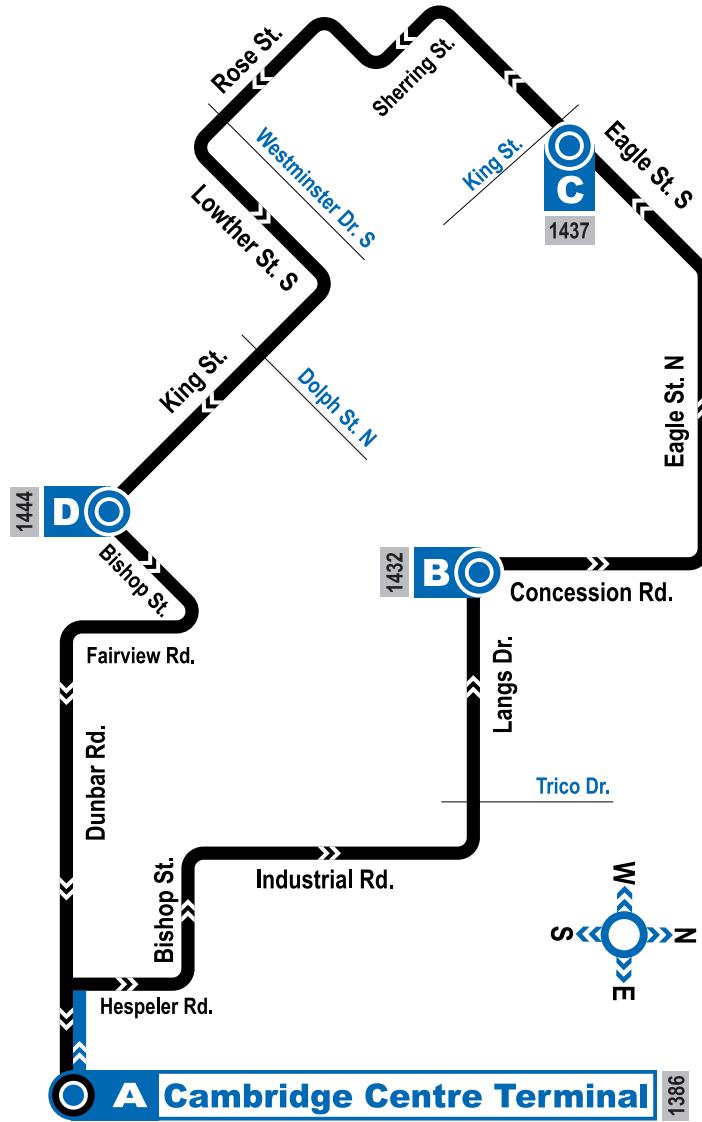 Rose St.
Sherring St.
Westminster Dr. S
King St.
Eagle St. S
C
1437
Lowther St. S
King St.
Dolph St. N
Eagle St. N
1444
D
Bishop St.
1432
B
Concession Rd.
Fairview Rd.
Langs Dr.
Dunbar Rd.
Trico Dr.
Bishop St.
Industrial Rd.
W
S
N
E
Hespeler Rd.
A Cambridge Centre Terminal
1386